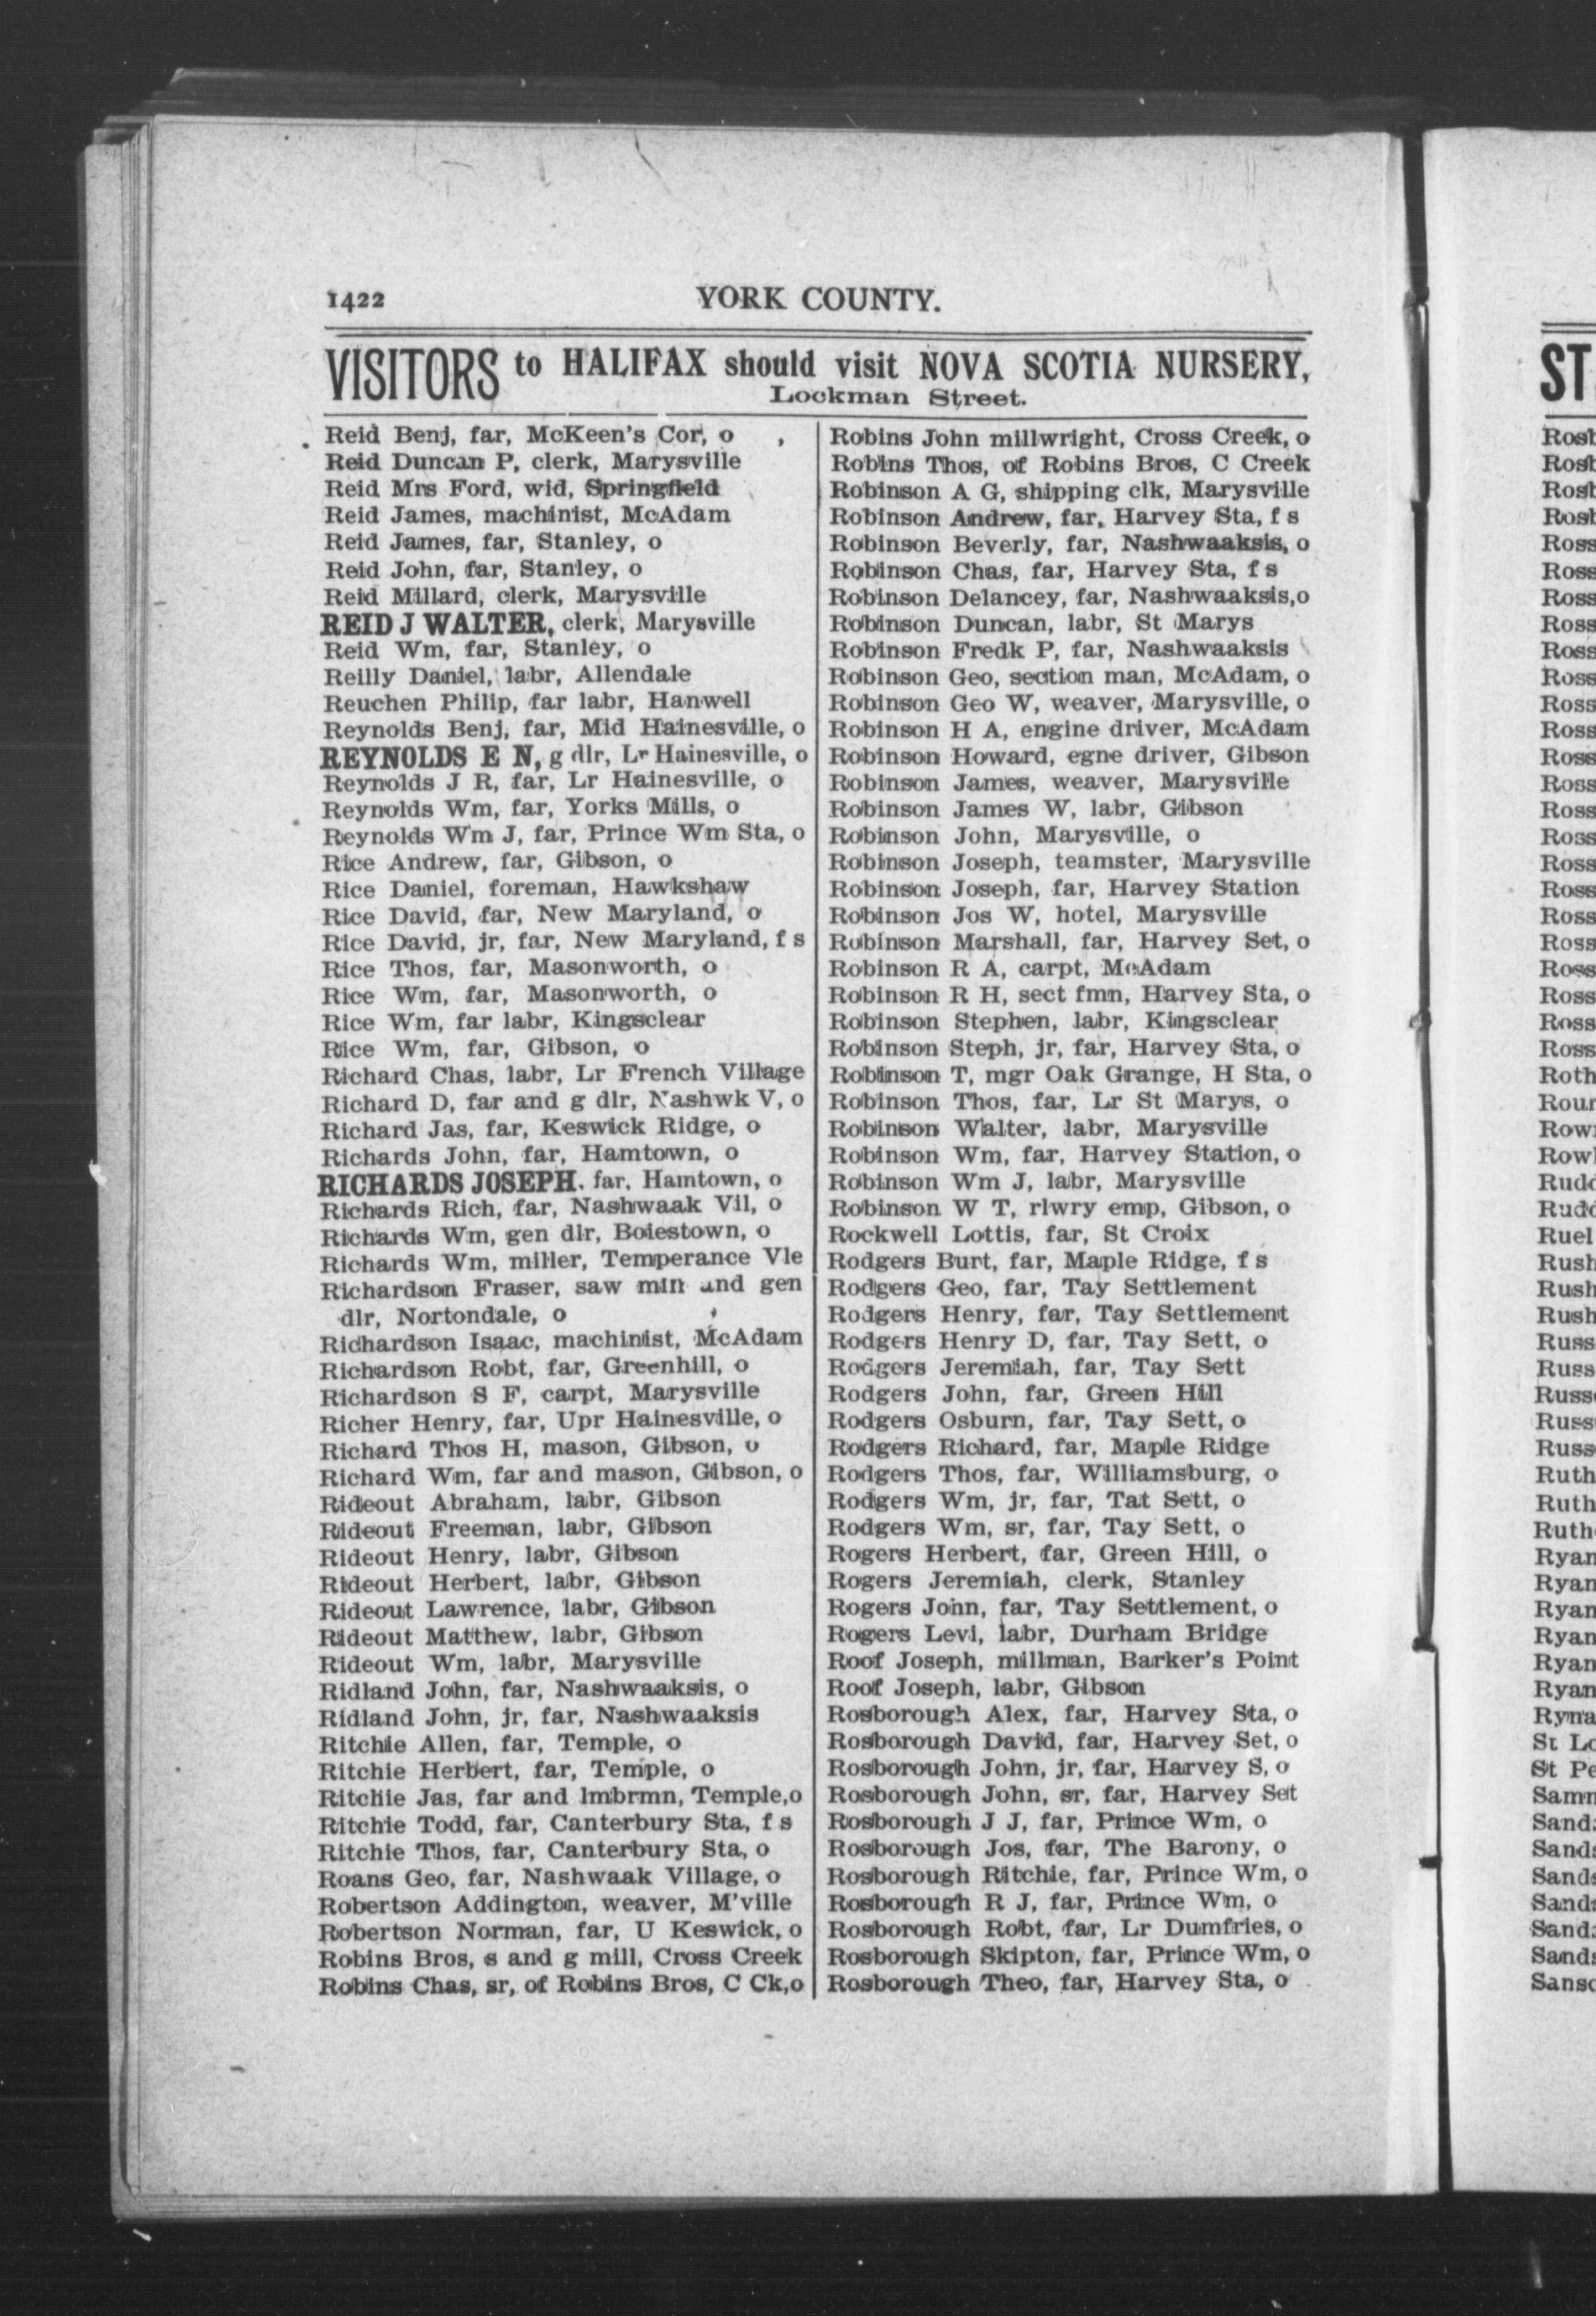 1422
YORK COUNTY.
VISITORS to HALIFAX should visit NOVA SCOTIA NURSERY,
Lockman Street.
Reid Benj, far, McKeen's Cor, o
Reid Duncan P, clerk, Marysville
Reid Mrs Ford, wid, Springfield
Reid James, machinist, McAdam
Reid James, far, Stanley, o
Reid John, far, Stanley, o
Reid Millard, clerk, Marysville
REID J WALTER, clerk, Marysville
Reid Wm, far, Stanley, o
Reilly Daniel, labr, Allendale
Reuchen Philip, far labr, Hanwell
Reynolds Benj, far, Mid Hainesville, o
REYNOLDS E N, g dlr, Lr Hainesville, o
Reynolds J R, far, Lr Hainesville, o
Reynolds Wm, far, Yorks Mills, o
Reynolds Wm J, far, Prince Wm Sta, o
Rice Andrew, far, Gibson, o
Rice Daniel, foreman, Hawkshaw
Rice David, far, New Maryland, o
Rice David, jr, far, New Maryland, f s
Rice Thos, far, Masonworth, o
Rice Wm, far, Masonworth, o
Rice Wm, far labr, Kingsclear
Rice Wm, far, Gibson, o
Richard Chas, labr, Lr French Village
Richard D, far and g dlr, Nashwk V, o
Richard Jas, far, Keswick Ridge, o
Richards John, far, Hamtown, o
RICHARDS JOSEPH. far, Hamtown, o
Richards Rich, far, Nashwaak Vil, o
Richards Wm, gen dlr, Boiestown, o
Richards Wm, miller, Temperance Vle
Richardson Fraser, saw mill and gen
dlr, Nortondale, o
Richardson Isaac, machinist, McAdam
Richardson Robt, far, Greenhill, o
Richardson S F, carpt, Marysville
Richer Henry, far, Upr Hainesville, o
Richard Thos H, mason, Gibson, o
Richard Wm, far and mason, Gibson, o
Rideout Abraham, labr, Gibson
Rideout Freeman, labr, Gibson
Rideout Henry, labr, Gibson
Rideout Herbert, labr, Gibson
Rideout Lawrence, labr, Gibson
Rideout Matthew, labr, Gibson
Rideout Wm, labr, Marysville
Ridland John, far, Nashwaaksis, o
Ridland John, jr, far, Nashwaaksis
Ritchie Allen, far, Temple, o
Ritchie Herbert, far, Temple, o
Ritchie Jas, far and lmbrmn, Temple,o
Ritchie Todd, far, Canterbury Sta, f s
Ritchie Thos, far, Canterbury Sta, o
Roans Geo, far, Nashwaak Village, o
Robertson Addington, weaver, M'ville
Robertson Norman, far, U Keswick, o
Robins Bros, s and g mill, Cross Creek
Robins Chas, sr, of Robins Bros, C Ck,o
Robins John millwright, Cross Creek, o
Robins Thos, of Robins Bros, C Creek
Robinson A G, shipping clk, Marysville
Robinson Andrew, far, Harvey Sta, f s
Robinson Beverly, far, Nashwaaksis, o
Robinson Chas, far, Harvey Sta, f s
Robinson Delancey, far, Nashwaaksis,o
Robinson Duncan, labr, St Marys
Robinson Fredk P, far, Nashwaaksis
Robinson Geo, section man, McAdam, o
Robinson Geo W, weaver, Marysville, o
Robinson H A, engine driver, McAdam
Robinson Howard, egne driver, Gibson
Robinson James, weaver, Marysville
Robinson James W, labr, Gibson
Robinson John, Marysville, o
Robinson Joseph, teamster, Marysville
Robinson Joseph, far, Harvey Station
Robinson Jos W, hotel, Marysville
Robinson Marshall, far, Harvey Set, o
Robinson R A, carpt, McAdam
Robinson R H, sect fmn, Harvey Sta, o
Robinson Stephen, labr, Kingsclear
Robinson Steph, jr, far, Harvey Sta, o
Robinson T, mgr Oak Grange, H Sta, o
Robinson Thos, far, Lr St Marys, o
Robinson Walter, labr, Marysville
Robinson Wm, far, Harvey Station, o
Robinson Wm J, labr, Marysville
Robinson W T, rlwry emp, Gibson, o
Rockwell Lottis, far, St Croix
Rodgers Burt, far, Maple Ridge, f s
Rodgers Geo, far, Tay Settlement
Rodgers Henry, far, Tay Settlement
Rodgers Henry D, far, Tay Sett, o
Rodgers Jeremiah, far, Tay Sett
Rodgers John, far, Green Hill
Rodgers Osburn, far, Tay Sett, o
Rodgers Richard, far, Maple Ridge
Rodgers Thos, far, Williamsburg, o
Rodgers Wm, jr, far, Tat Sett, o
Rodgers Wm, sr, far, Tay Sett, o
Rogers Herbert, far, Green Hill, o
Rogers Jeremiah, clerk, Stanley
Rogers John, far, Tay Settlement, o
Rogers Levi, labr, Durham Bridge
Roof Joseph, millman, Barker's Point
Roof Joseph, labr, Gibson
Rosborough Alex, far, Harvey Sta, o
Rosborough David, far, Harvey Set, o
Rosborough John, jr, far, Harvey S, o
Rosborough John, sr, far, Harvey Set
Rosborough J J, far, Prince Wm, o
Rosborough Jos, far, The Barony, o
Rosborough Ritchie, far, Prince Wm, o
Rosborough R J, far, Prince Wm, o
Rosborough Robt, far, Lr Dumfries, o
Rosborough Skipton, far, Prince Wm, o
Rosborough Theo, far, Harvey Sta, o